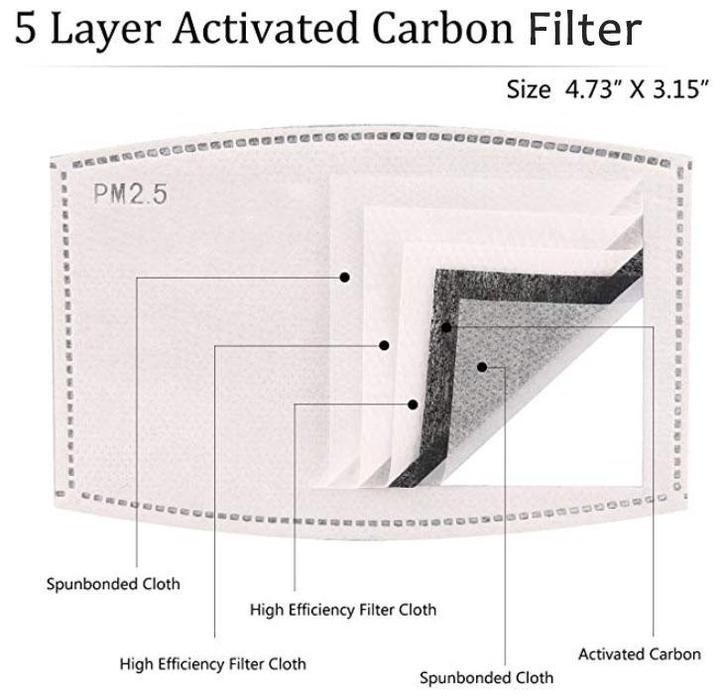 5 Layer Activated Carbon Filter
Size 4.73” X 3.15”
PM2.5
Spunbonded Cloth
High Efficiency Filter Cloth
High Efficiency Filter Cloth
Activated Carbon
Spunbonded Cloth